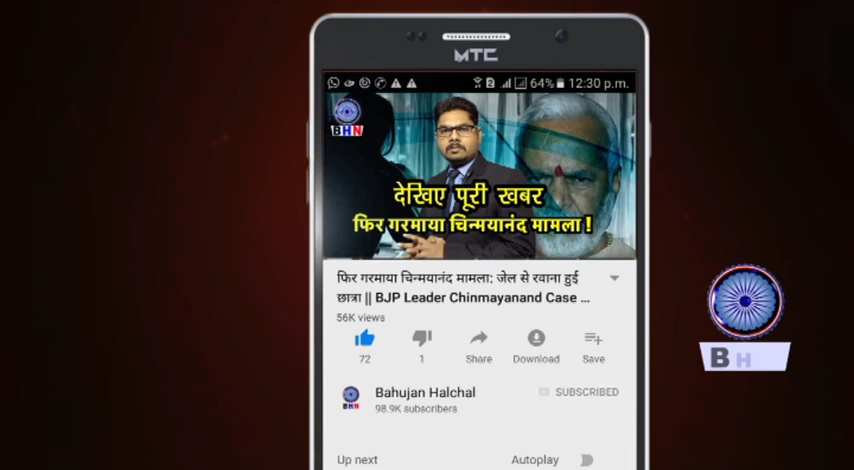 MTC
64% 12:30 p.m.
BHN
देखिए पूरी खबर
फिर गरमाया चिन्मयानंद मामला!
फिर गरमाया चिन्मयानंद मामला: जेल से रवाना हुई
छात्रा || BJP Leader Chinmayanand Case ...
56K views
72 1 Share Download Save
Bahujan Halchal
SUBSCRIBED
98.9K subscribers
BHN
Up next Autoplay
B H